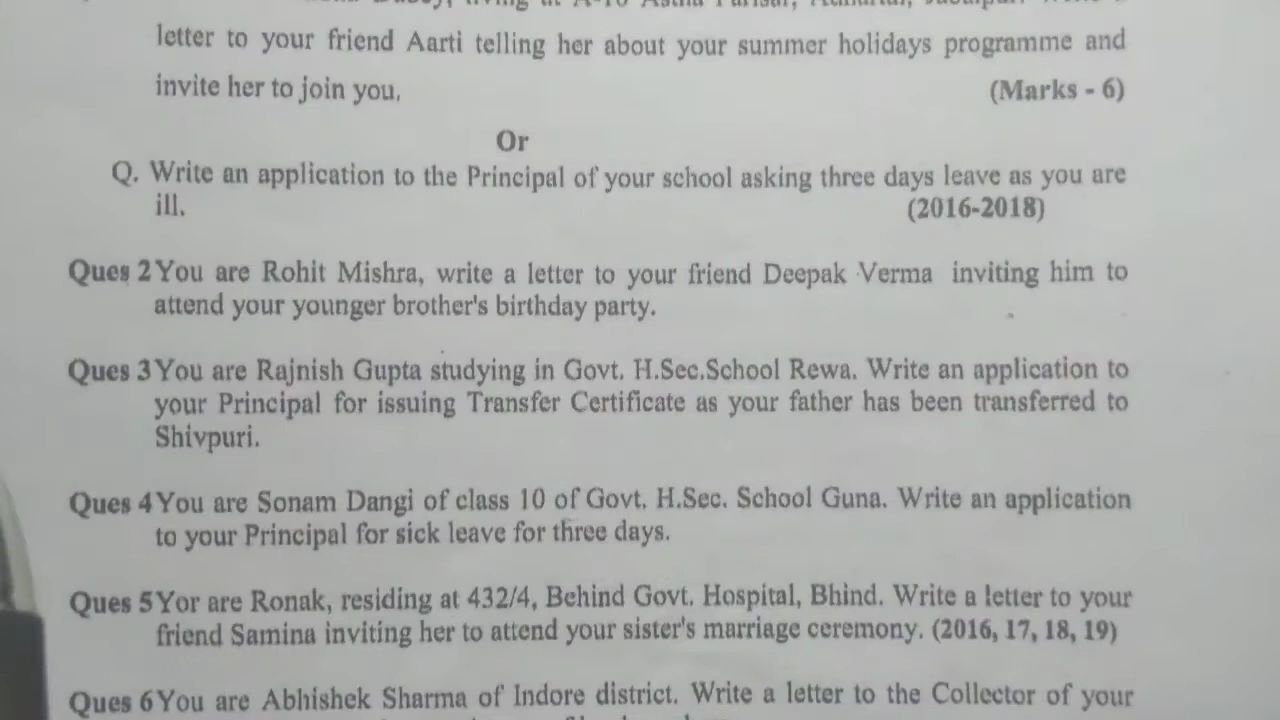 letter to your friend Aarti telling her about your summer holidays programme and
invite her to join you. (Marks - 6)
Or
Q. Write an application to the Principal of your school asking three days leave as you are
ill. (2016-2018)
Ques 2 You are Rohit Mishra, write a letter to your friend Deepak Verma inviting him to
attend your younger brother's birthday party.
Ques 3 You are Rajnish Gupta studying in Govt. H.Sec.School Rewa. Write an application to
your Principal for issuing Transfer Certificate as your father has been transferred to
Shivpuri.
Ques 4 You are Sonam Dangi of class 10 of Govt. H.Sec. School Guna. Write an application
to your Principal for sick leave for three days.
Ques 5 Yor are Ronak, residing at 432/4, Behind Govt. Hospital, Bhind. Write a letter to your
friend Samina inviting her to attend your sister's marriage ceremony. (2016, 17, 18, 19)
Ques 6 You are Abhishek Sharma of Indore district. Write a letter to the Collector of your